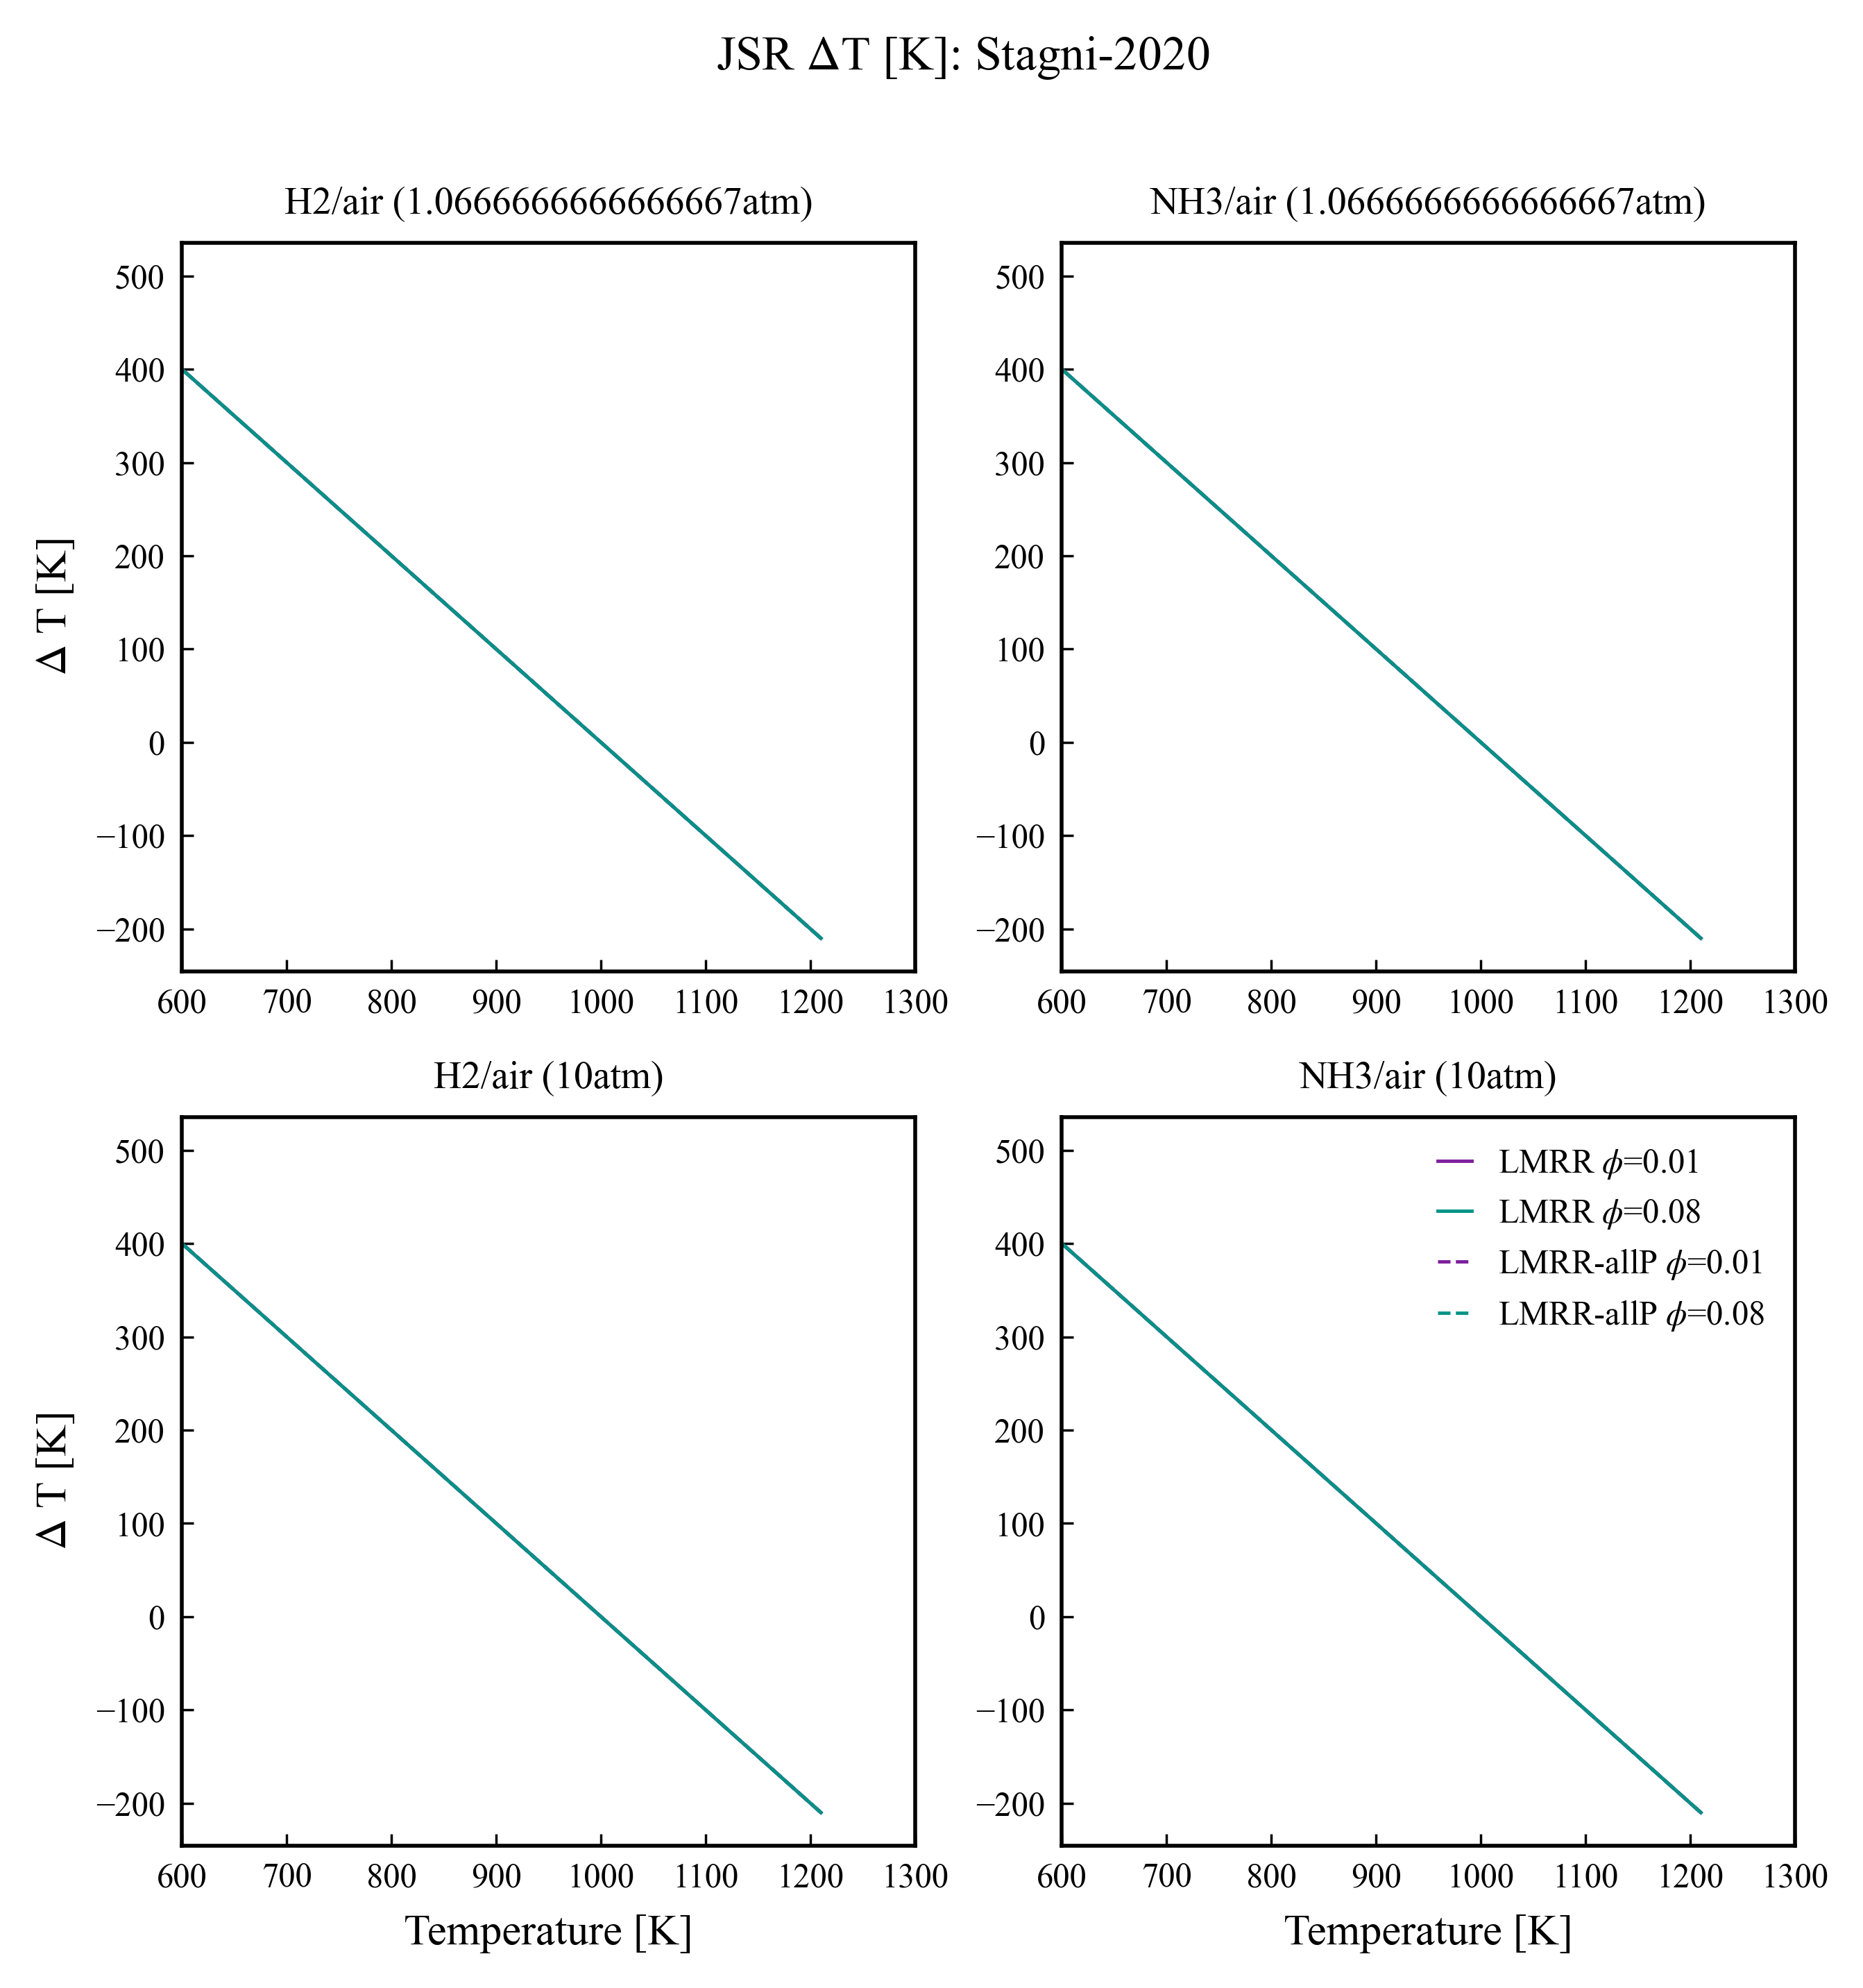 JSR ΔT [K]: Stagni-2020
H2/air (1.0666666666666667atm)
Δ T [K]
500
400
300
200
100
0
−100
−200
600 700 800 900 1000 1100 1200 1300
NH3/air (1.0666666666666667atm)
500
400
300
200
100
0
−100
−200
600 700 800 900 1000 1100 1200 1300
H2/air (10atm)
Δ T [K]
500
400
300
200
100
0
−100
−200
600 700 800 900 1000 1100 1200 1300
Temperature [K]
NH3/air (10atm)
500
400
300
200
100
0
−100
−200
LMRR ϕ=0.01
LMRR ϕ=0.08
LMRR-allP ϕ=0.01
LMRR-allP ϕ=0.08
600 700 800 900 1000 1100 1200 1300
Temperature [K]